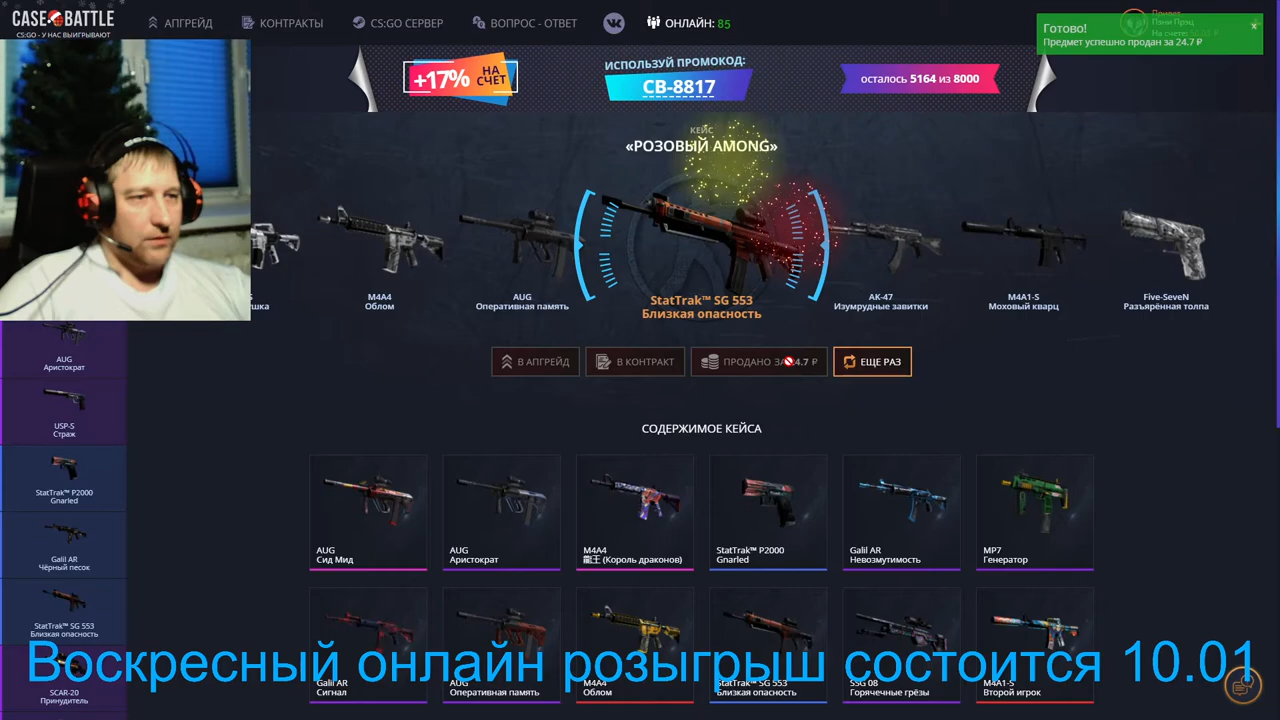 CASE BATTLE
CS:GO - У НАС ВЫИГРЫВАЮТ
АПГРЕЙД
КОНТРАКТЫ
CS:GO СЕРВЕР
ВОПРОС - ОТВЕТ
ОНЛАЙН: 85
Готово!
Предмет успешно продан за 24.7 ₽
x
+17% НА СЧЕТ
ИСПОЛЬЗУЙ ПРОМОКОД:
CB-8817
осталось 5164 из 8000
КЕЙС
«РОЗОВЫЙ AMONG»
M4A4
Облом
AUG
Оперативная память
StatTrak™ SG 553
Близкая опасность
AK-47
Изумрудные завитки
M4A1-S
Моховый кварц
Five-SeveN
Разъярённая толпа
В АПГРЕЙД
В КОНТРАКТ
ПРОДАНО ЗА 24.7 ₽
ЕЩЕ РАЗ
СОДЕРЖИМОЕ КЕЙСА
AUG
Аристократ
USP-S
Страж
StatTrak™ P2000
Gnarled
Galil AR
Чёрный песок
StatTrak™ SG 553
Близкая опасность
SCAR-20
Принудитель
AUG
Сид Мид
AUG
Аристократ
M4A4
龍王 (Король драконов)
StatTrak™ P2000
Gnarled
Galil AR
Невозмутимость
MP7
Генератор
Galil AR
Сигнал
AUG
Оперативная память
M4A4
Облом
StatTrak™ SG 553
Близкая опасность
SSG 08
Горячечные грёзы
M4A1-S
Второй игрок
Воскресный онлайн розыгрыш состоится 10.01